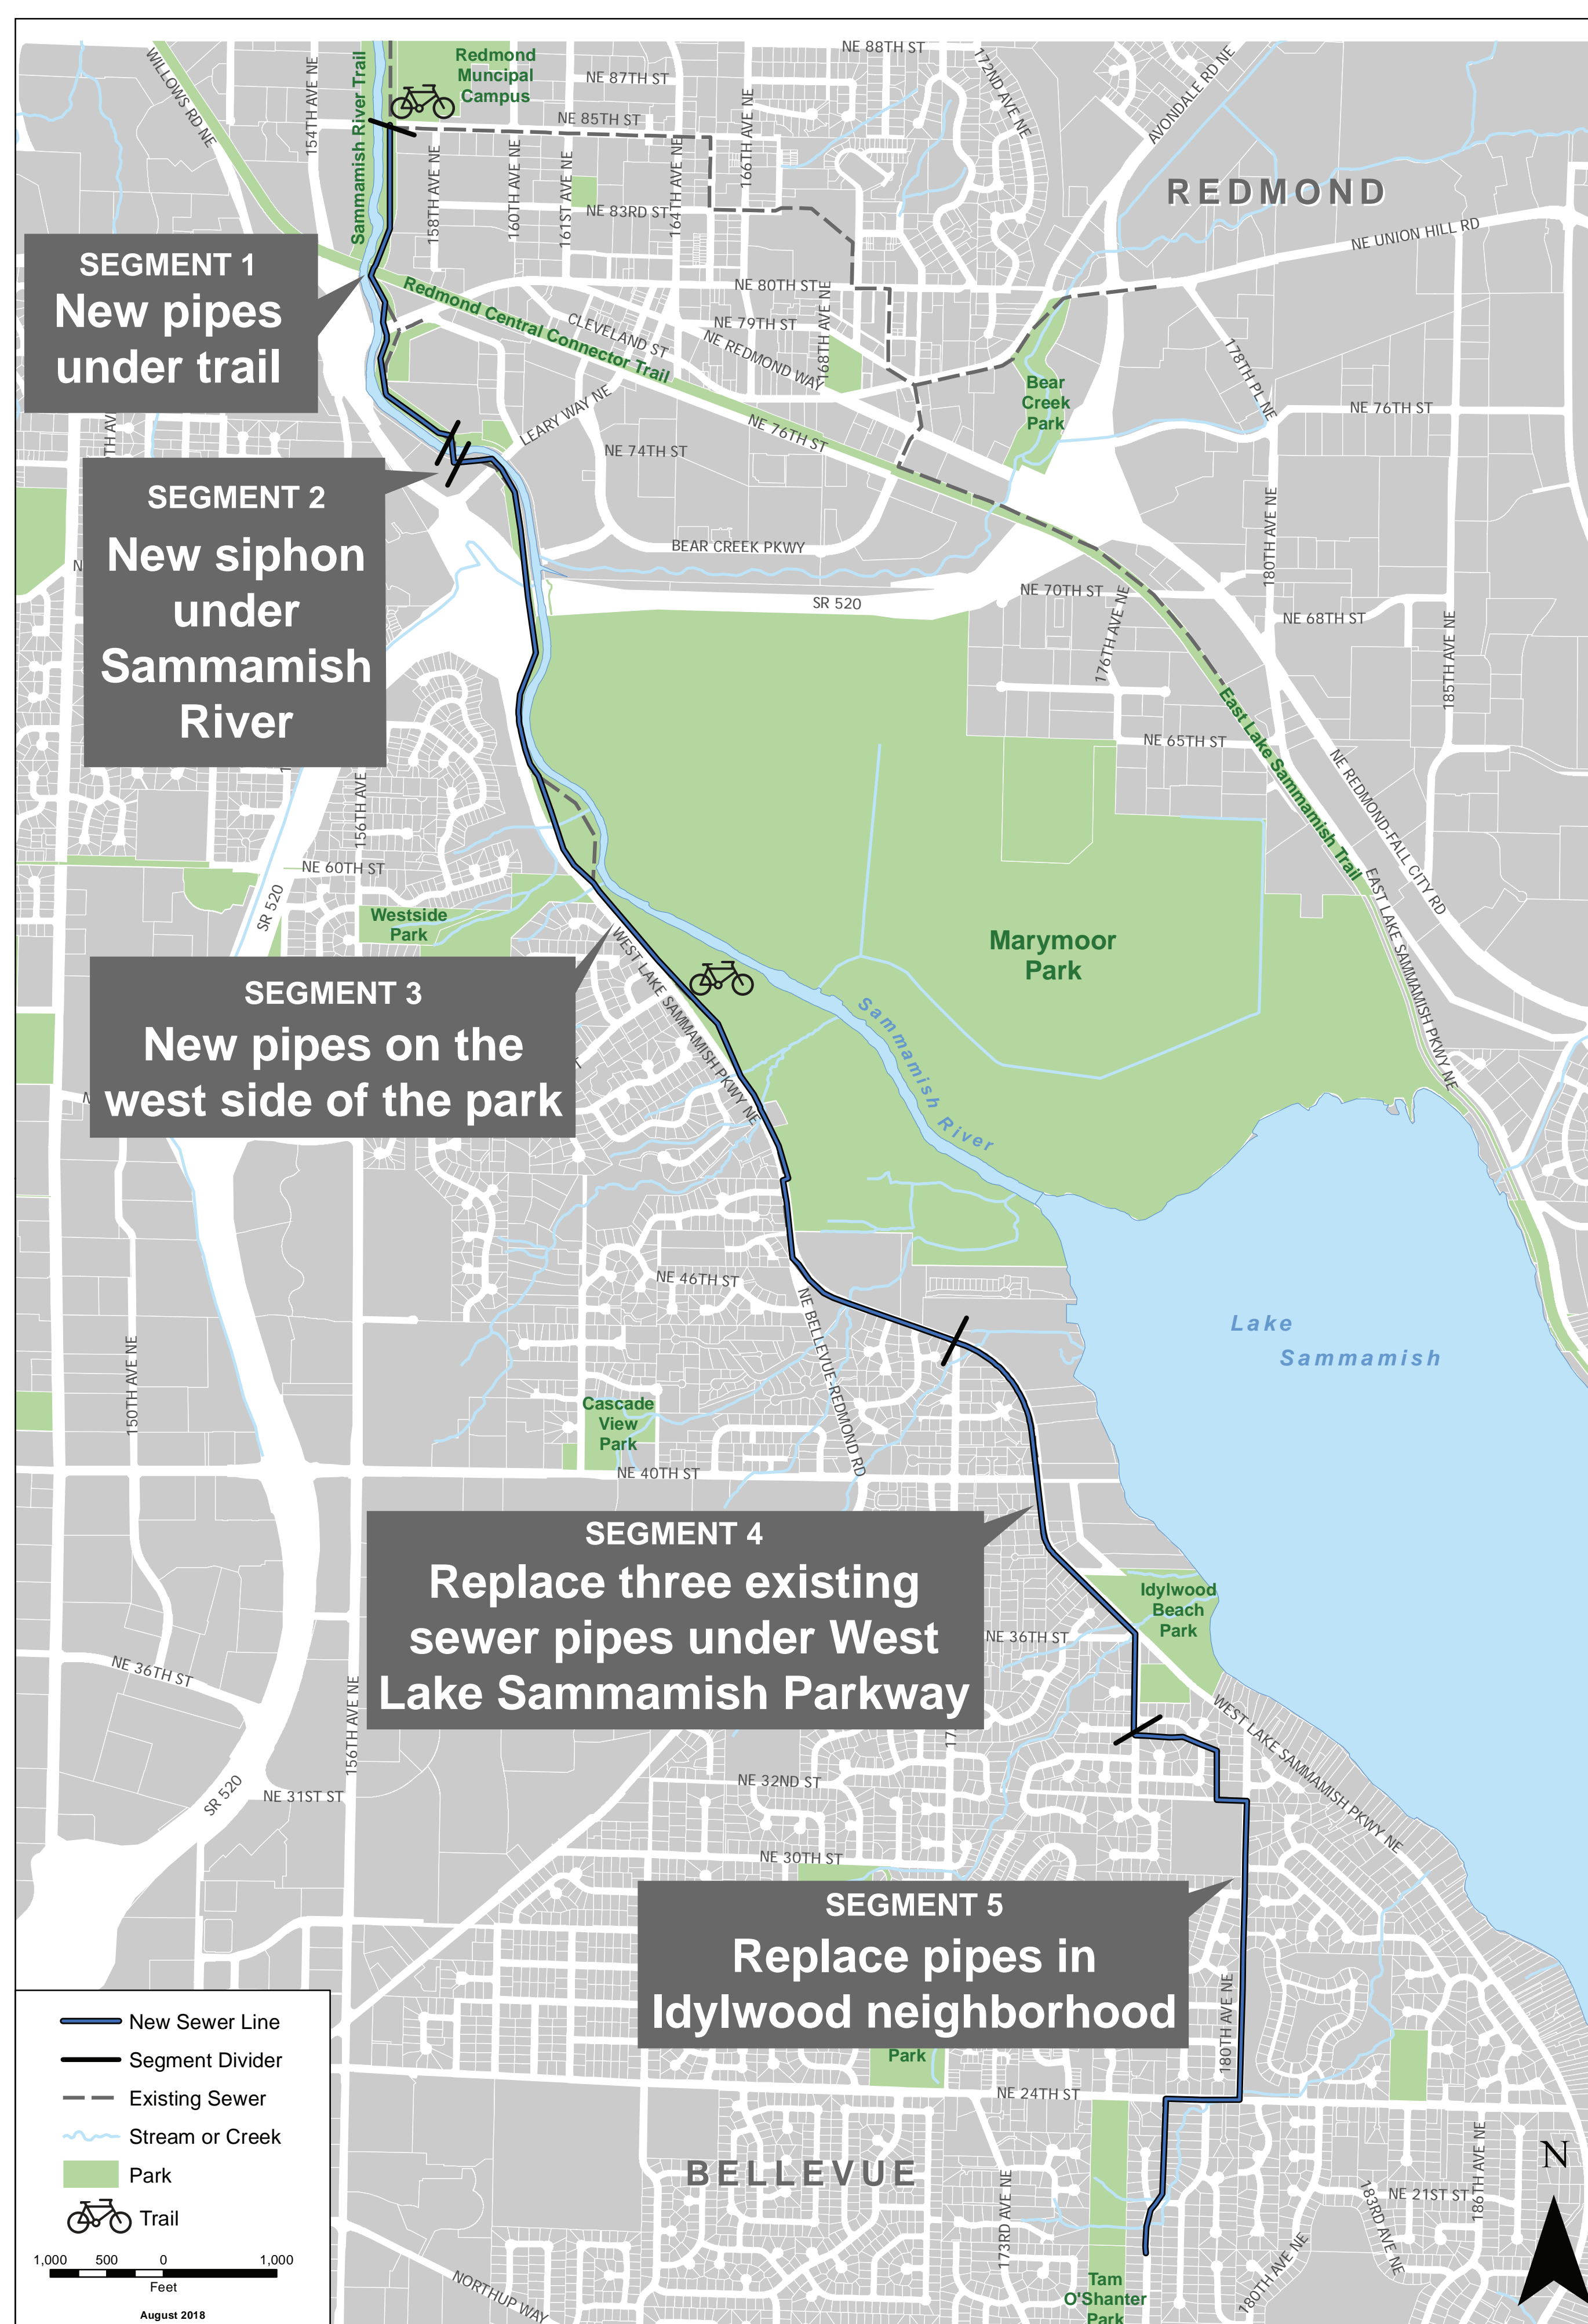 NE 88TH ST
Redmond
Muncipal
Campus
NE 87TH ST
172ND AVE NE
AVONDALE RD NE
WILLOWS RD NE
154TH AVE NE
Sammamish River Trail
NE 85TH ST
158TH AVE NE
160TH AVE NE
161ST AVE NE
164TH AVE NE
166TH AVE NE
REDMOND
NE 83RD ST
NE UNION HILL RD
SEGMENT 1
New pipes
under trail
Redmond Central Connector Trail
NE 80TH ST
CLEVELAND ST
NE 79TH ST
NE REDMOND WAY
168TH AVE NE
178TH PL NE
Bear
Creek
Park
NE 76TH ST
LEARY WAY NE
NE 76TH ST
NE 74TH ST
SEGMENT 2
New siphon
under
Sammamish
River
180TH AVE NE
BEAR CREEK PKWY
SR 520
NE 70TH ST
176TH AVE NE
NE 68TH ST
185TH AVE NE
NE 65TH ST
East Lake Sammamish Trail
NE REDMOND-FALL CITY RD
156TH AVE
NE 60TH ST
SR 520
Westside
Park
EAST LAKE SAMMAMISH PKWY NE
Marymoor
Park
SEGMENT 3
New pipes on the
west side of the park
WEST LAKE SAMMAMISH PKWY NE
Sammamish River
NE 46TH ST
NE BELLEVUE-REDMOND RD
Lake
Sammamish
150TH AVE NE
Cascade
View
Park
NE 40TH ST
SEGMENT 4
Replace three existing
sewer pipes under West
Lake Sammamish Parkway
Idylwood
Beach
Park
NE 36TH ST
NE 36TH ST
156TH AVE NE
WEST LAKE SAMMAMISH PKWY NE
SR 520
NE 31ST ST
NE 32ND ST
NE 30TH ST
SEGMENT 5
Replace pipes in
Idylwood neighborhood
180TH AVE NE
Park
NE 24TH ST
BELLEVUE
173RD AVE NE
NE 21ST ST
183RD AVE NE
186TH AVE NE
180TH AVE NE
NORTHUP WAY
Tam
O'Shanter
Park
N
New Sewer Line
Segment Divider
Existing Sewer
Stream or Creek
Park
Trail
1,000 500 0 1,000
Feet
August 2018